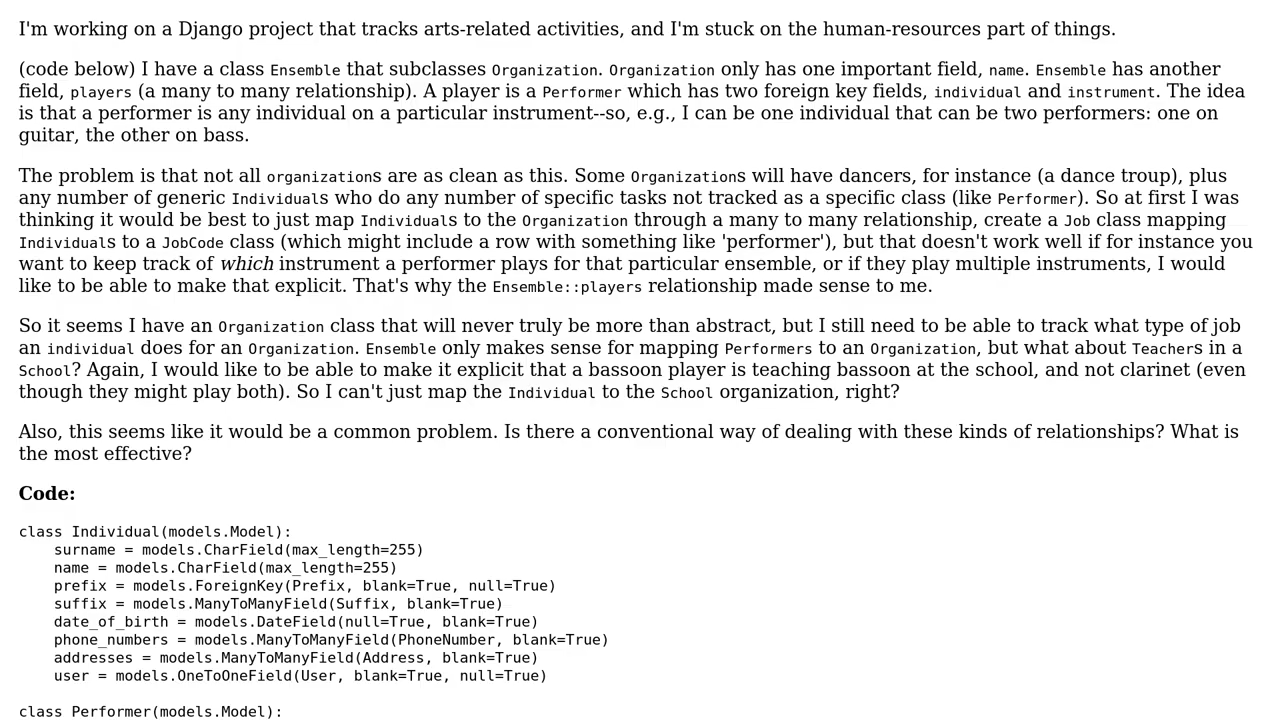 I'm working on a Django project that tracks arts-related activities, and I'm stuck on the human-resources part of things.
(code below) I have a class Ensemble that subclasses Organization. Organization only has one important field, name. Ensemble has another
field, players (a many to many relationship). A player is a Performer which has two foreign key fields, individual and instrument. The idea
is that a performer is any individual on a particular instrument--so, e.g., I can be one individual that can be two performers: one on
guitar, the other on bass.
The problem is that not all organizations are as clean as this. Some Organizations will have dancers, for instance (a dance troup), plus
any number of generic Individuals who do any number of specific tasks not tracked as a specific class (like Performer). So at first I was
thinking it would be best to just map Individuals to the Organization through a many to many relationship, create a Job class mapping
Individuals to a JobCode class (which might include a row with something like 'performer'), but that doesn't work well if for instance you
want to keep track of which instrument a performer plays for that particular ensemble, or if they play multiple instruments, I would
like to be able to make that explicit. That's why the Ensemble::players relationship made sense to me.
So it seems I have an Organization class that will never truly be more than abstract, but I still need to be able to track what type of job
an individual does for an Organization. Ensemble only makes sense for mapping Performers to an Organization, but what about Teachers in a
School? Again, I would like to be able to make it explicit that a bassoon player is teaching bassoon at the school, and not clarinet (even
though they might play both). So I can't just map the Individual to the School organization, right?
Also, this seems like it would be a common problem. Is there a conventional way of dealing with these kinds of relationships? What is
the most effective?
Code:
class Individual(models.Model):
    surname = models.CharField(max_length=255)
    name = models.CharField(max_length=255)
    prefix = models.ForeignKey(Prefix, blank=True, null=True)
    suffix = models.ManyToManyField(Suffix, blank=True)
    date_of_birth = models.DateField(null=True, blank=True)
    phone_numbers = models.ManyToManyField(PhoneNumber, blank=True)
    addresses = models.ManyToManyField(Address, blank=True)
    user = models.OneToOneField(User, blank=True, null=True)
class Performer(models.Model):